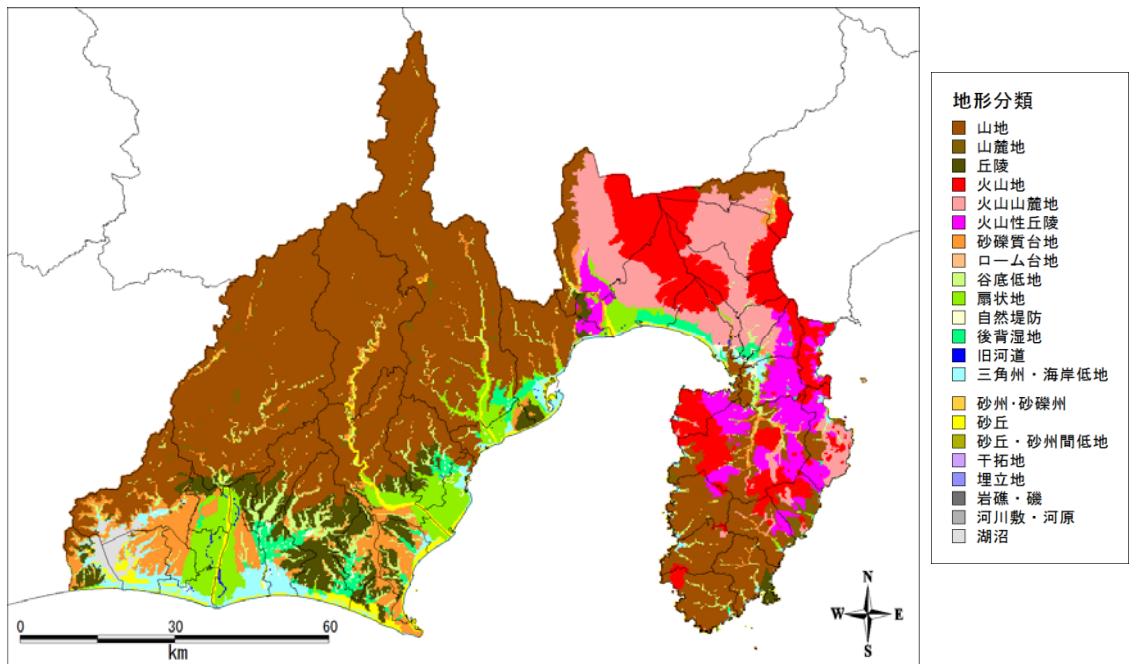 地形分類
山地
山麓地
丘陵
火山地
火山山麓地
火山性丘陵
砂礫質台地
ローム台地
谷底低地
扇状地
自然堤防
後背湿地
旧河道
三角州・海岸低地
砂州・砂礫州
砂丘
砂丘・砂州間低地
干拓地
埋立地
岩礁・磯
河川敷・河原
湖沼
N
W E
S
0 30 60
km